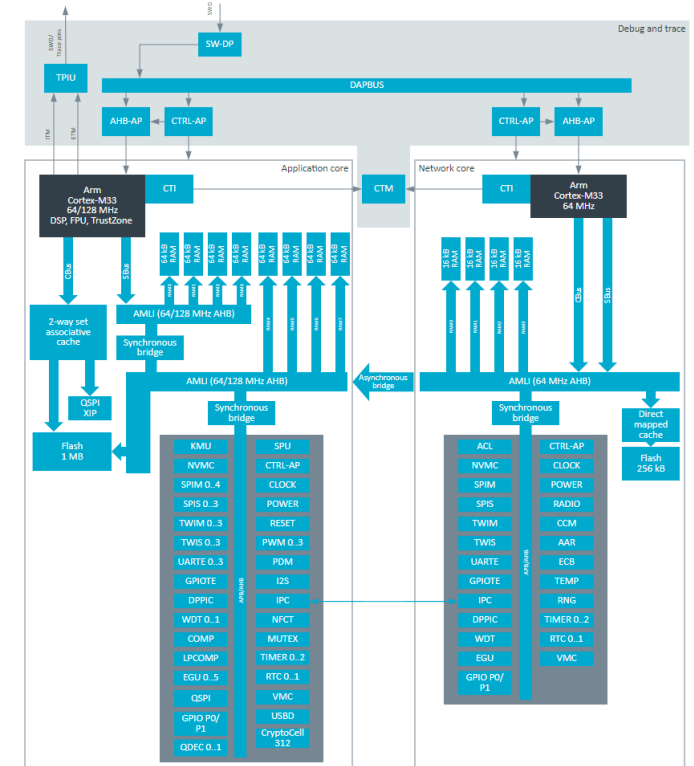 SWD
Debug and trace
SWO/
Trace pins
SW-DP
TPIU
DAPBUS
AHB-AP
CTRL-AP
CTRL-AP
AHB-AP
ITM
ETM
Application core
Network core
Arm
Cortex-M33
64/128 MHz
DSP, FPU, TrustZone
CTI
CTM
CTI
Arm
Cortex-M33
64 MHz
CBus
SBus
64 kB
RAM
64 kB
RAM
64 kB
RAM
64 kB
RAM
64 kB
RAM
64 kB
RAM
64 kB
RAM
64 kB
RAM
16 kB
RAM
16 kB
RAM
16 kB
RAM
16 kB
RAM
CBus
SBus
AMLI (64/128 MHz AHB)
2-way set
associative
cache
Synchronous
bridge
RAM4
RAM5
RAM6
RAM7
AMLI (64/128 MHz AHB)
Asynchronous
bridge
AMLI (64 MHz AHB)
QSPI
XIP
Synchronous
bridge
Synchronous
bridge
Direct
mapped
cache
Flash
1 MB
Flash
256 kB
KMU
NVMC
SPIM 0..4
SPIS 0..3
TWIM 0..3
TWIS 0..3
UARTE 0..3
GPIOTE
DPPIC
WDT 0..1
COMP
LPCOMP
EGU 0..5
QSPI
GPIO P0/
P1
QDEC 0..1
APB/AHB
SPU
CTRL-AP
CLOCK
POWER
RESET
PWM 0..3
PDM
I2S
IPC
NFCT
MUTEX
TIMER 0..2
RTC 0..1
VMC
USBD
CryptoCell
312
ACL
NVMC
SPIM
SPIS
TWIM
TWIS
UARTE
GPIOTE
IPC
DPPIC
WDT
EGU
GPIO P0/
P1
APB/AHB
CTRL-AP
CLOCK
POWER
RADIO
CCM
AAR
ECB
TEMP
RNG
TIMER 0..2
RTC 0..1
VMC